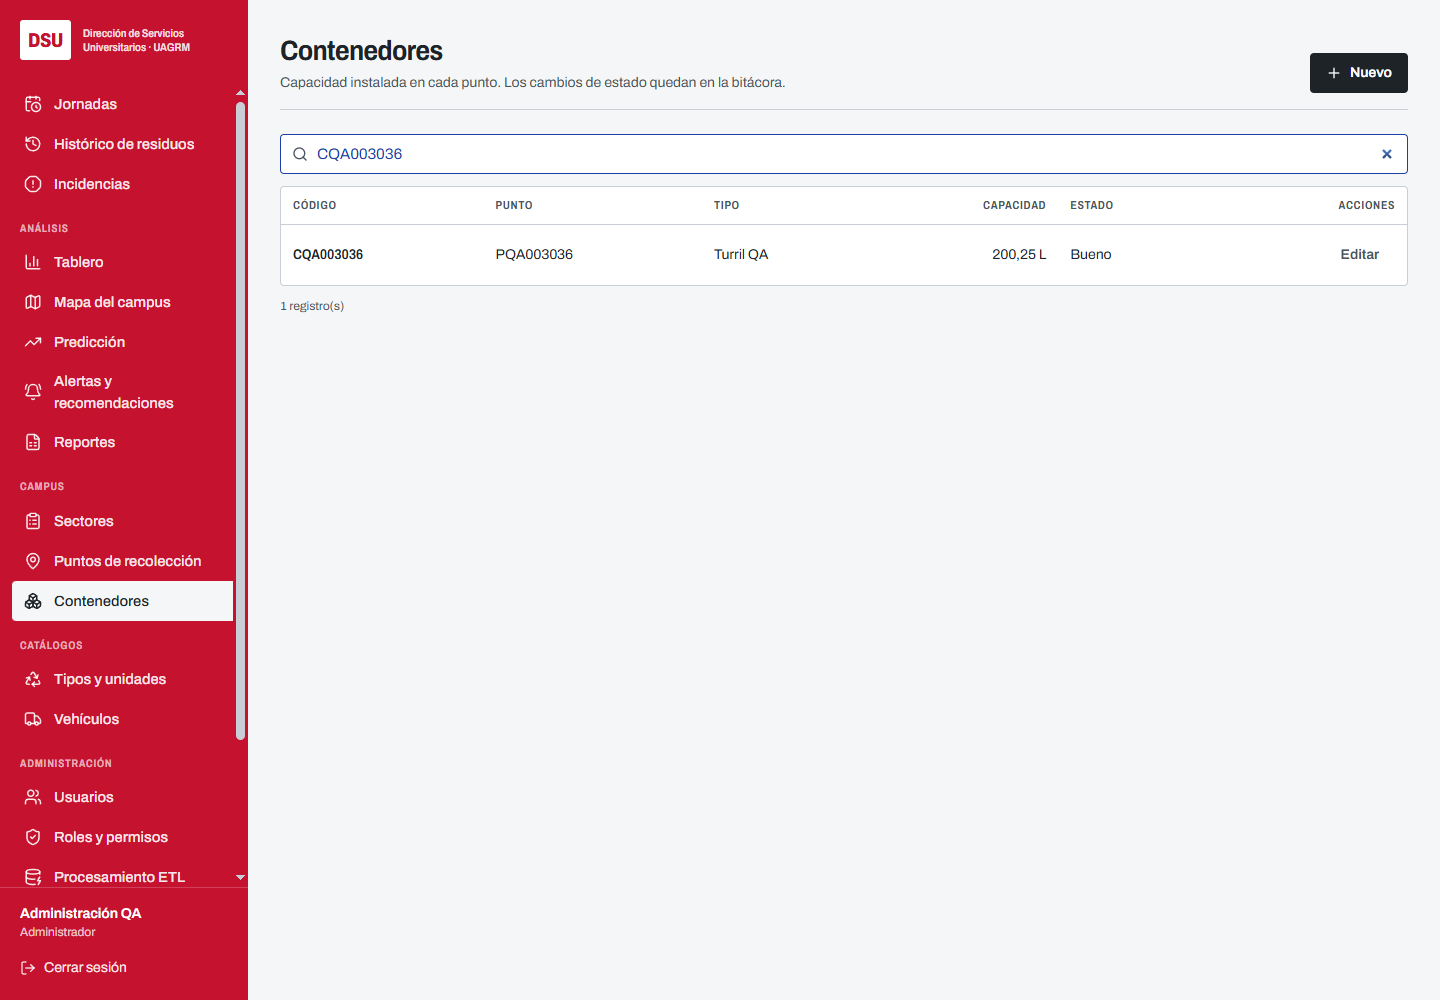 DSU
Dirección de Servicios
Universitarios · UAGRM
Jornadas
Histórico de residuos
Incidencias
ANÁLISIS
Tablero
Mapa del campus
Predicción
Alertas y
recomendaciones
Reportes
CAMPUS
Sectores
Puntos de recolección
Contenedores
CATÁLOGOS
Tipos y unidades
Vehículos
ADMINISTRACIÓN
Usuarios
Roles y permisos
Procesamiento ETL
Administración QA
Administrador
Cerrar sesión
Contenedores
Capacidad instalada en cada punto. Los cambios de estado quedan en la bitácora.
Nuevo
CQA003036
CÓDIGO PUNTO TIPO CAPACIDAD ESTADO ACCIONES
CQA003036 PQA003036 Turril QA 200,25 L Bueno Editar
1 registro(s)